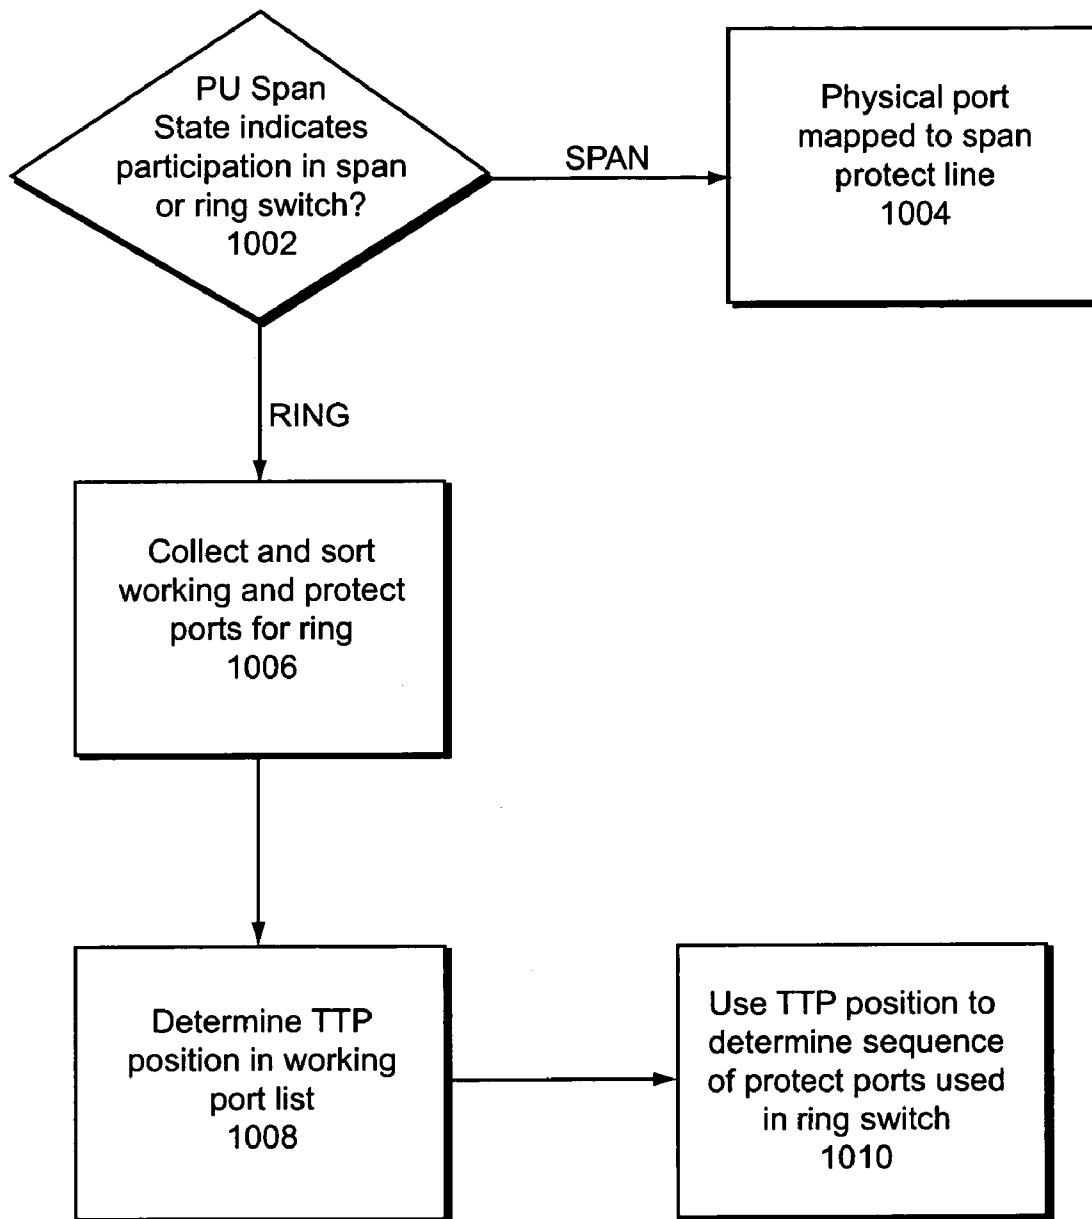 PU Span
State indicates
participation in span
or ring switch?
1002
SPAN
Physical port
mapped to span
protect line
1004
RING
Collect and sort
working and protect
ports for ring
1006
Determine TTP
position in working
port list
1008
Use TTP position to
determine sequence
of protect ports used
in ring switch
1010